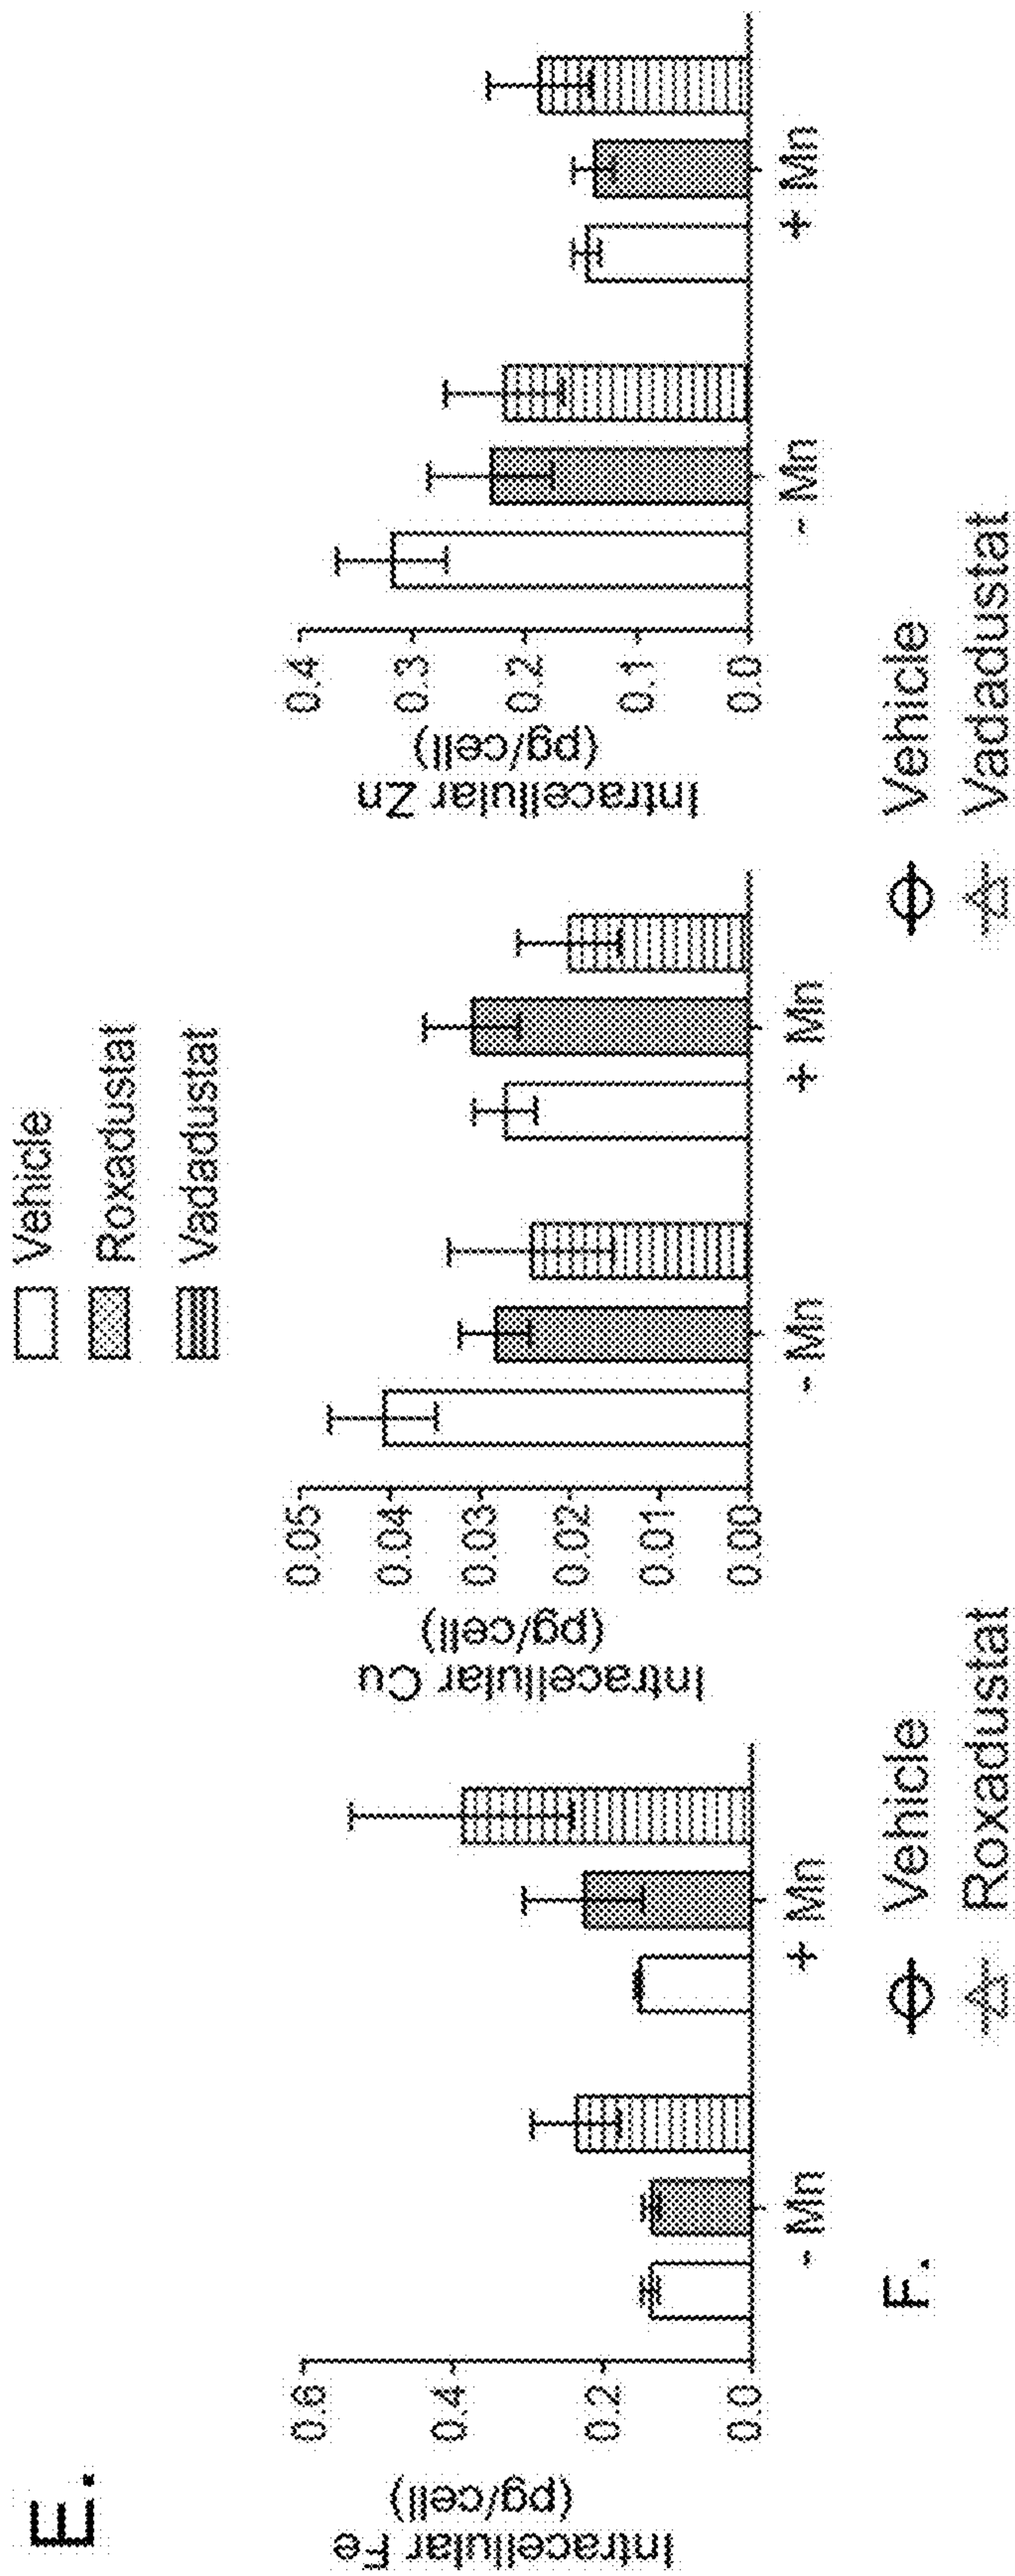 E.
Vehicle
Roxadustat
Vadadustat
Intracellular Fe
(pg/cell)
0.6
0.4
0.2
0.0
- Mn
+ Mn
Intracellular Cu
(pg/cell)
0.05
0.04
0.03
0.02
0.01
0.00
- Mn
+ Mn
Intracellular Zn
(pg/cell)
0.4
0.3
0.2
0.1
0.0
- Mn
+ Mn
F.
Vehicle
Roxadustat
Vehicle
Vadadustat